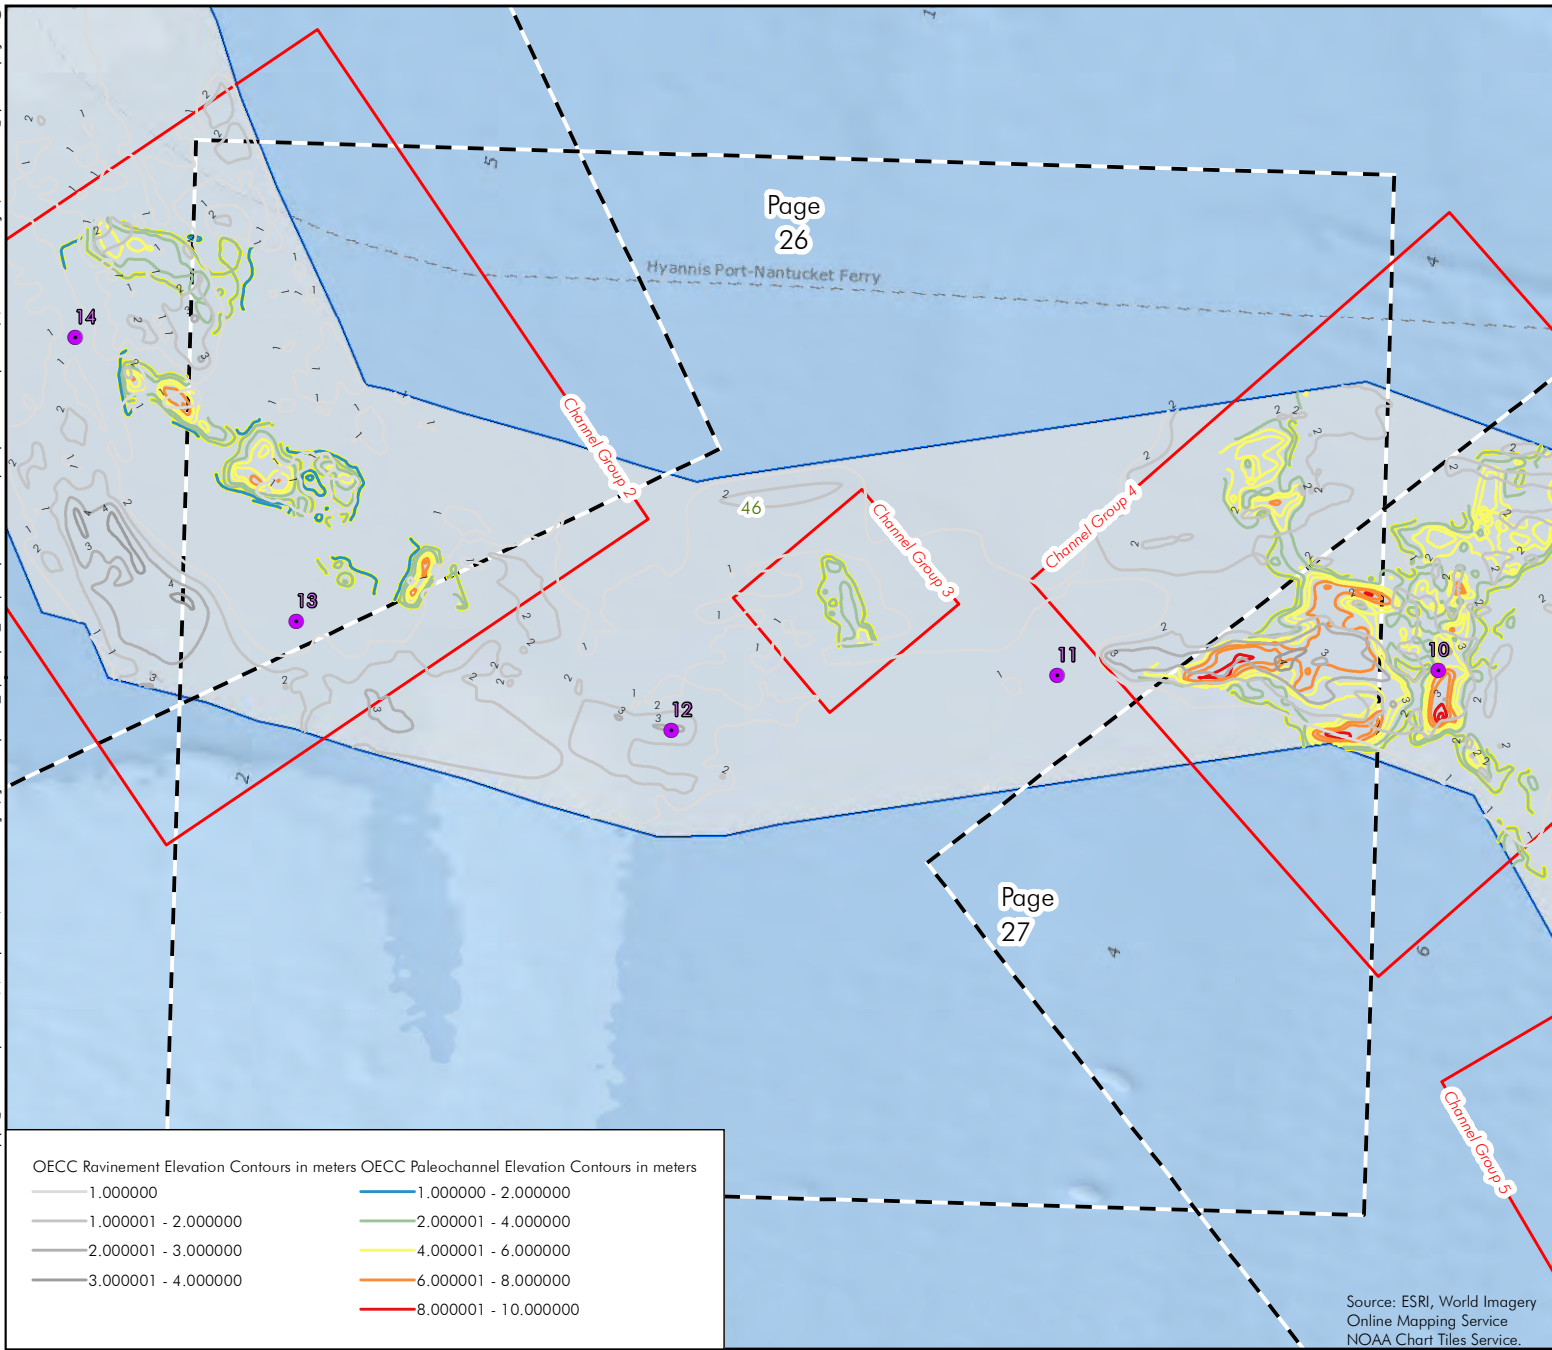 Page
26
Hyannis Port-Nantucket Ferry
14
Channel Group 2
46
Channel Group 3
Channel Group 4
13
11
10
12
Page
27
Channel Group 5
OECC Ravinement Elevation Contours in meters
1.000000
1.000001 - 2.000000
2.000001 - 3.000000
3.000001 - 4.000000
OECC Paleochannel Elevation Contours in meters
1.000000 - 2.000000
2.000001 - 4.000000
4.000001 - 6.000000
6.000001 - 8.000000
8.000001 - 10.000000
Source: ESRI, World Imagery
Online Mapping Service
NOAA Chart Tiles Service.